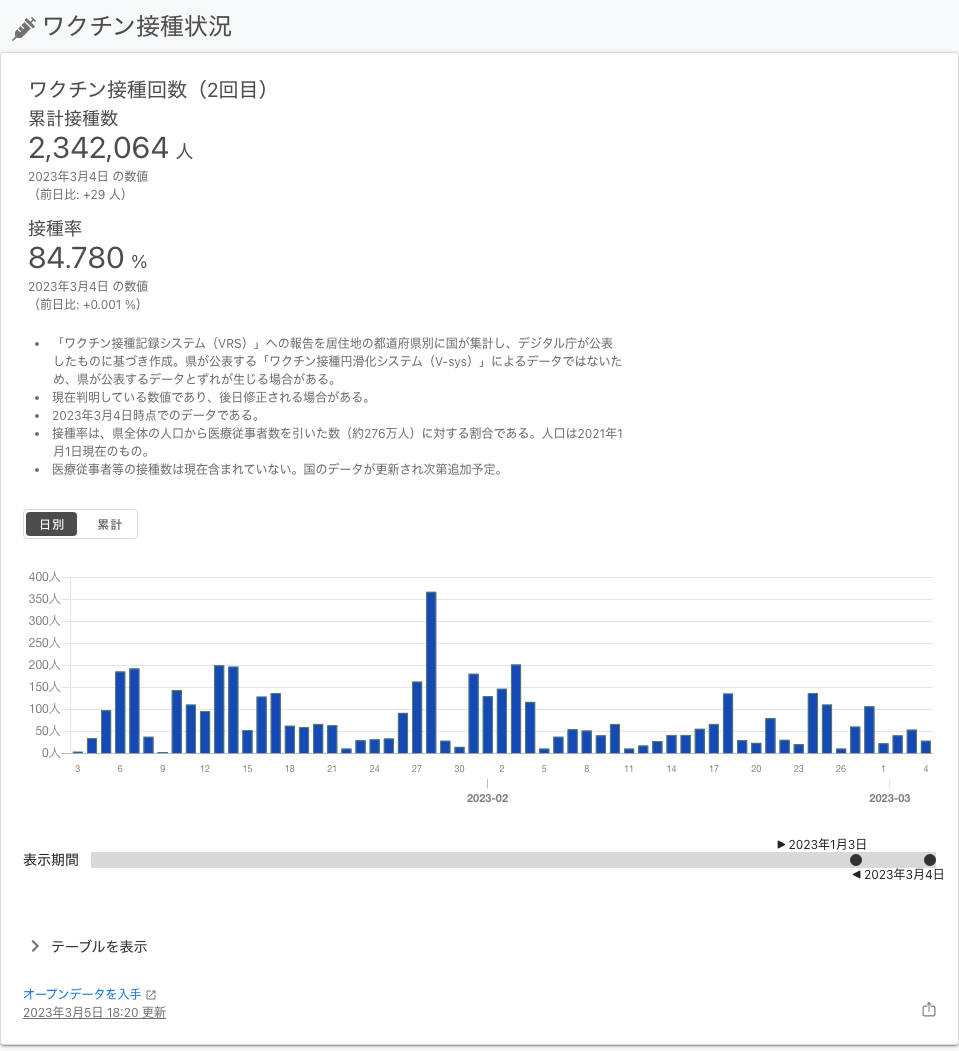 ワクチン接種状況
ワクチン接種回数（2回目）
累計接種数
2,342,064 人
2023年3月4日 の数値
（前日比: +29 人）
接種率
84.780 %
2023年3月4日 の数値
（前日比: +0.001 %）
• 「ワクチン接種記録システム（VRS）」への報告を居住地の都道府県別に国が集計し、デジタル庁が公表
したものに基づき作成。県が公表する「ワクチン接種円滑化システム（V-sys）」によるデータではないた
め、県が公表するデータとずれが生じる場合がある。
• 現在判明している数値であり、後日修正される場合がある。
• 2023年3月4日時点でのデータである。
• 接種率は、県全体の人口から医療従事者数を引いた数（約276万人）に対する割合である。人口は2021年1
月1日現在のもの。
• 医療従事者等の接種数は現在含まれていない。国のデータが更新され次第追加予定。
日別 累計
400人
350人
300人
250人
200人
150人
100人
50人
0人
3 6 9 12 15 18 21 24 27 30 2 5 8 11 14 17 20 23 26 1 4
2023-02 2023-03
▶ 2023年1月3日
表示期間
◀ 2023年3月4日
テーブルを表示
オープンデータを入手
2023年3月5日 18:20 更新